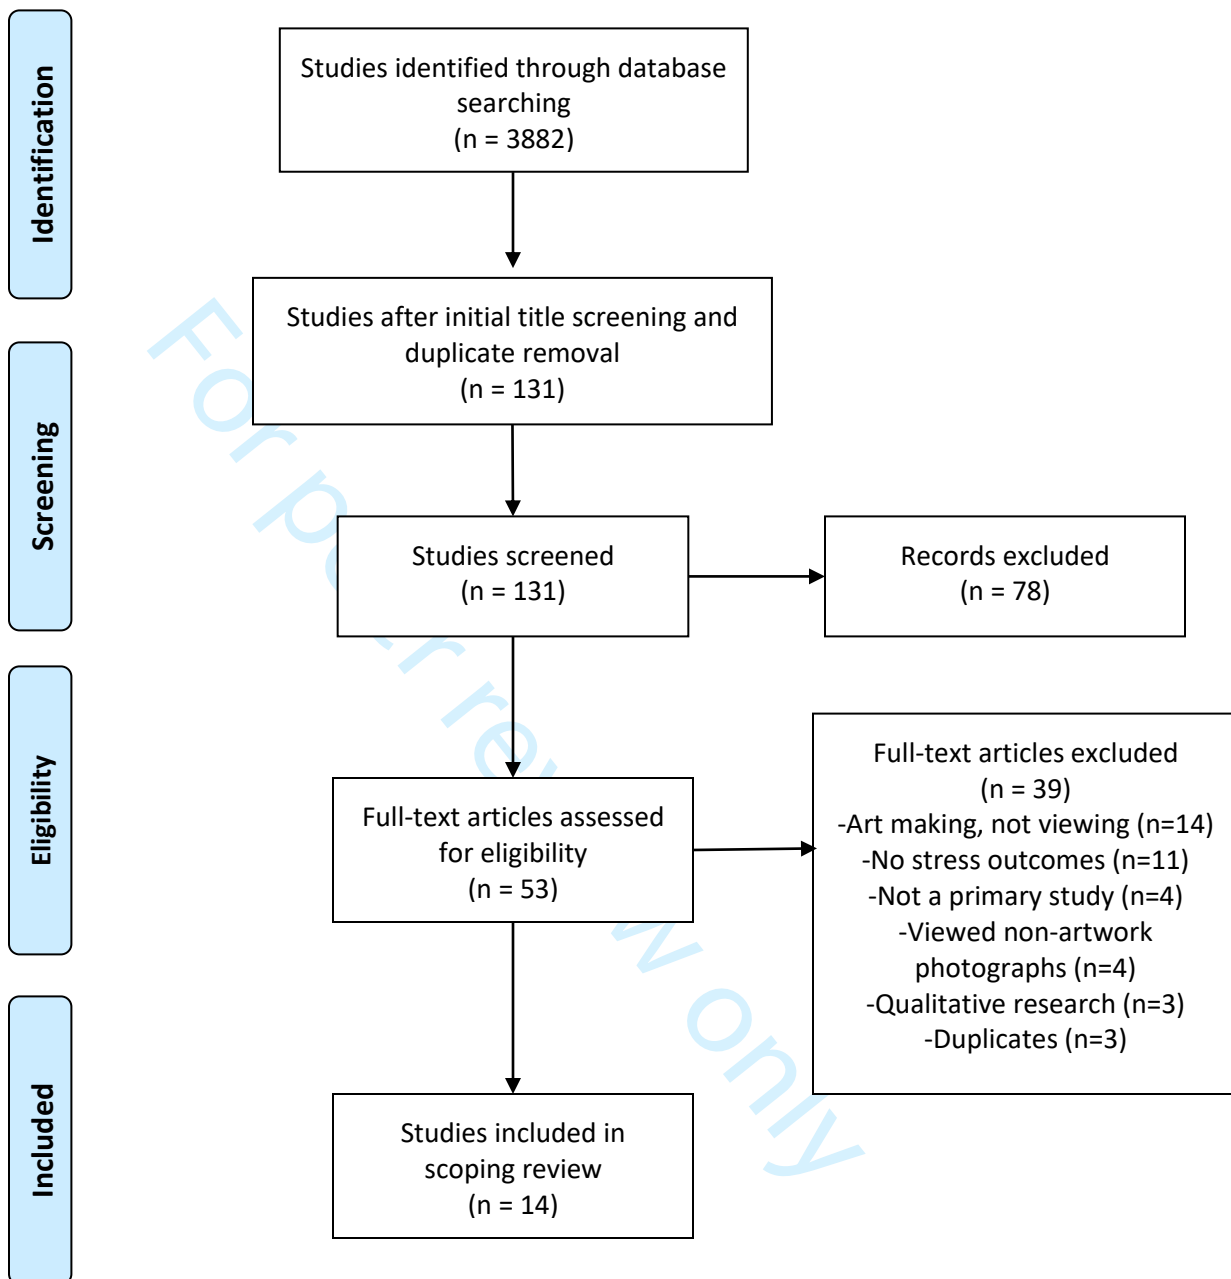 Identification
Studies identified through database
searching
(n = 3882)
Studies after initial title screening and
duplicate removal
(n = 131)
Screening
Studies screened
(n = 131)
Records excluded
(n = 78)
Eligibility
Full-text articles assessed
for eligibility
(n = 53)
Full-text articles excluded
(n = 39)
-Art making, not viewing (n=14)
-No stress outcomes (n=11)
-Not a primary study (n=4)
-Viewed non-artwork
photographs (n=4)
-Qualitative research (n=3)
-Duplicates (n=3)
Included
Studies included in
scoping review
(n = 14)
For peer review only